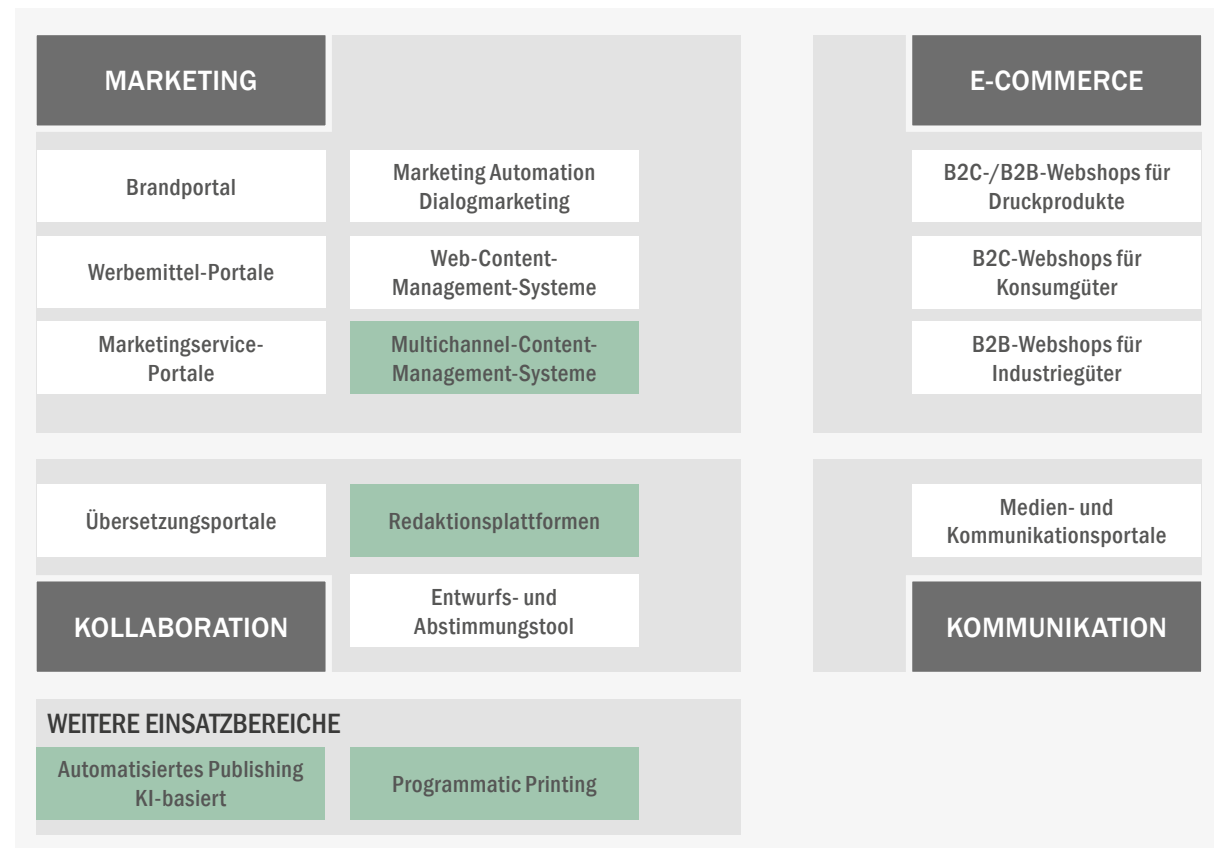 MARKETING
Brandportal
Marketing Automation
Dialogmarketing
Werbemittel-Portale
Web-Content-
Management-Systeme
Marketingservice-
Portale
Multichannel-Content-
Management-Systeme
E-COMMERCE
B2C-/B2B-Webshops für
Druckprodukte
B2C-Webshops für
Konsumgüter
B2B-Webshops für
Industriegüter
Übersetzungsportale
Redaktionsplattformen
Entwurfs- und
Abstimmungstool
KOLLABORATION
Medien- und
Kommunikationsportale
KOMMUNIKATION
WEITERE EINSATZBEREICHE
Automatisiertes Publishing
KI-basiert
Programmatic Printing